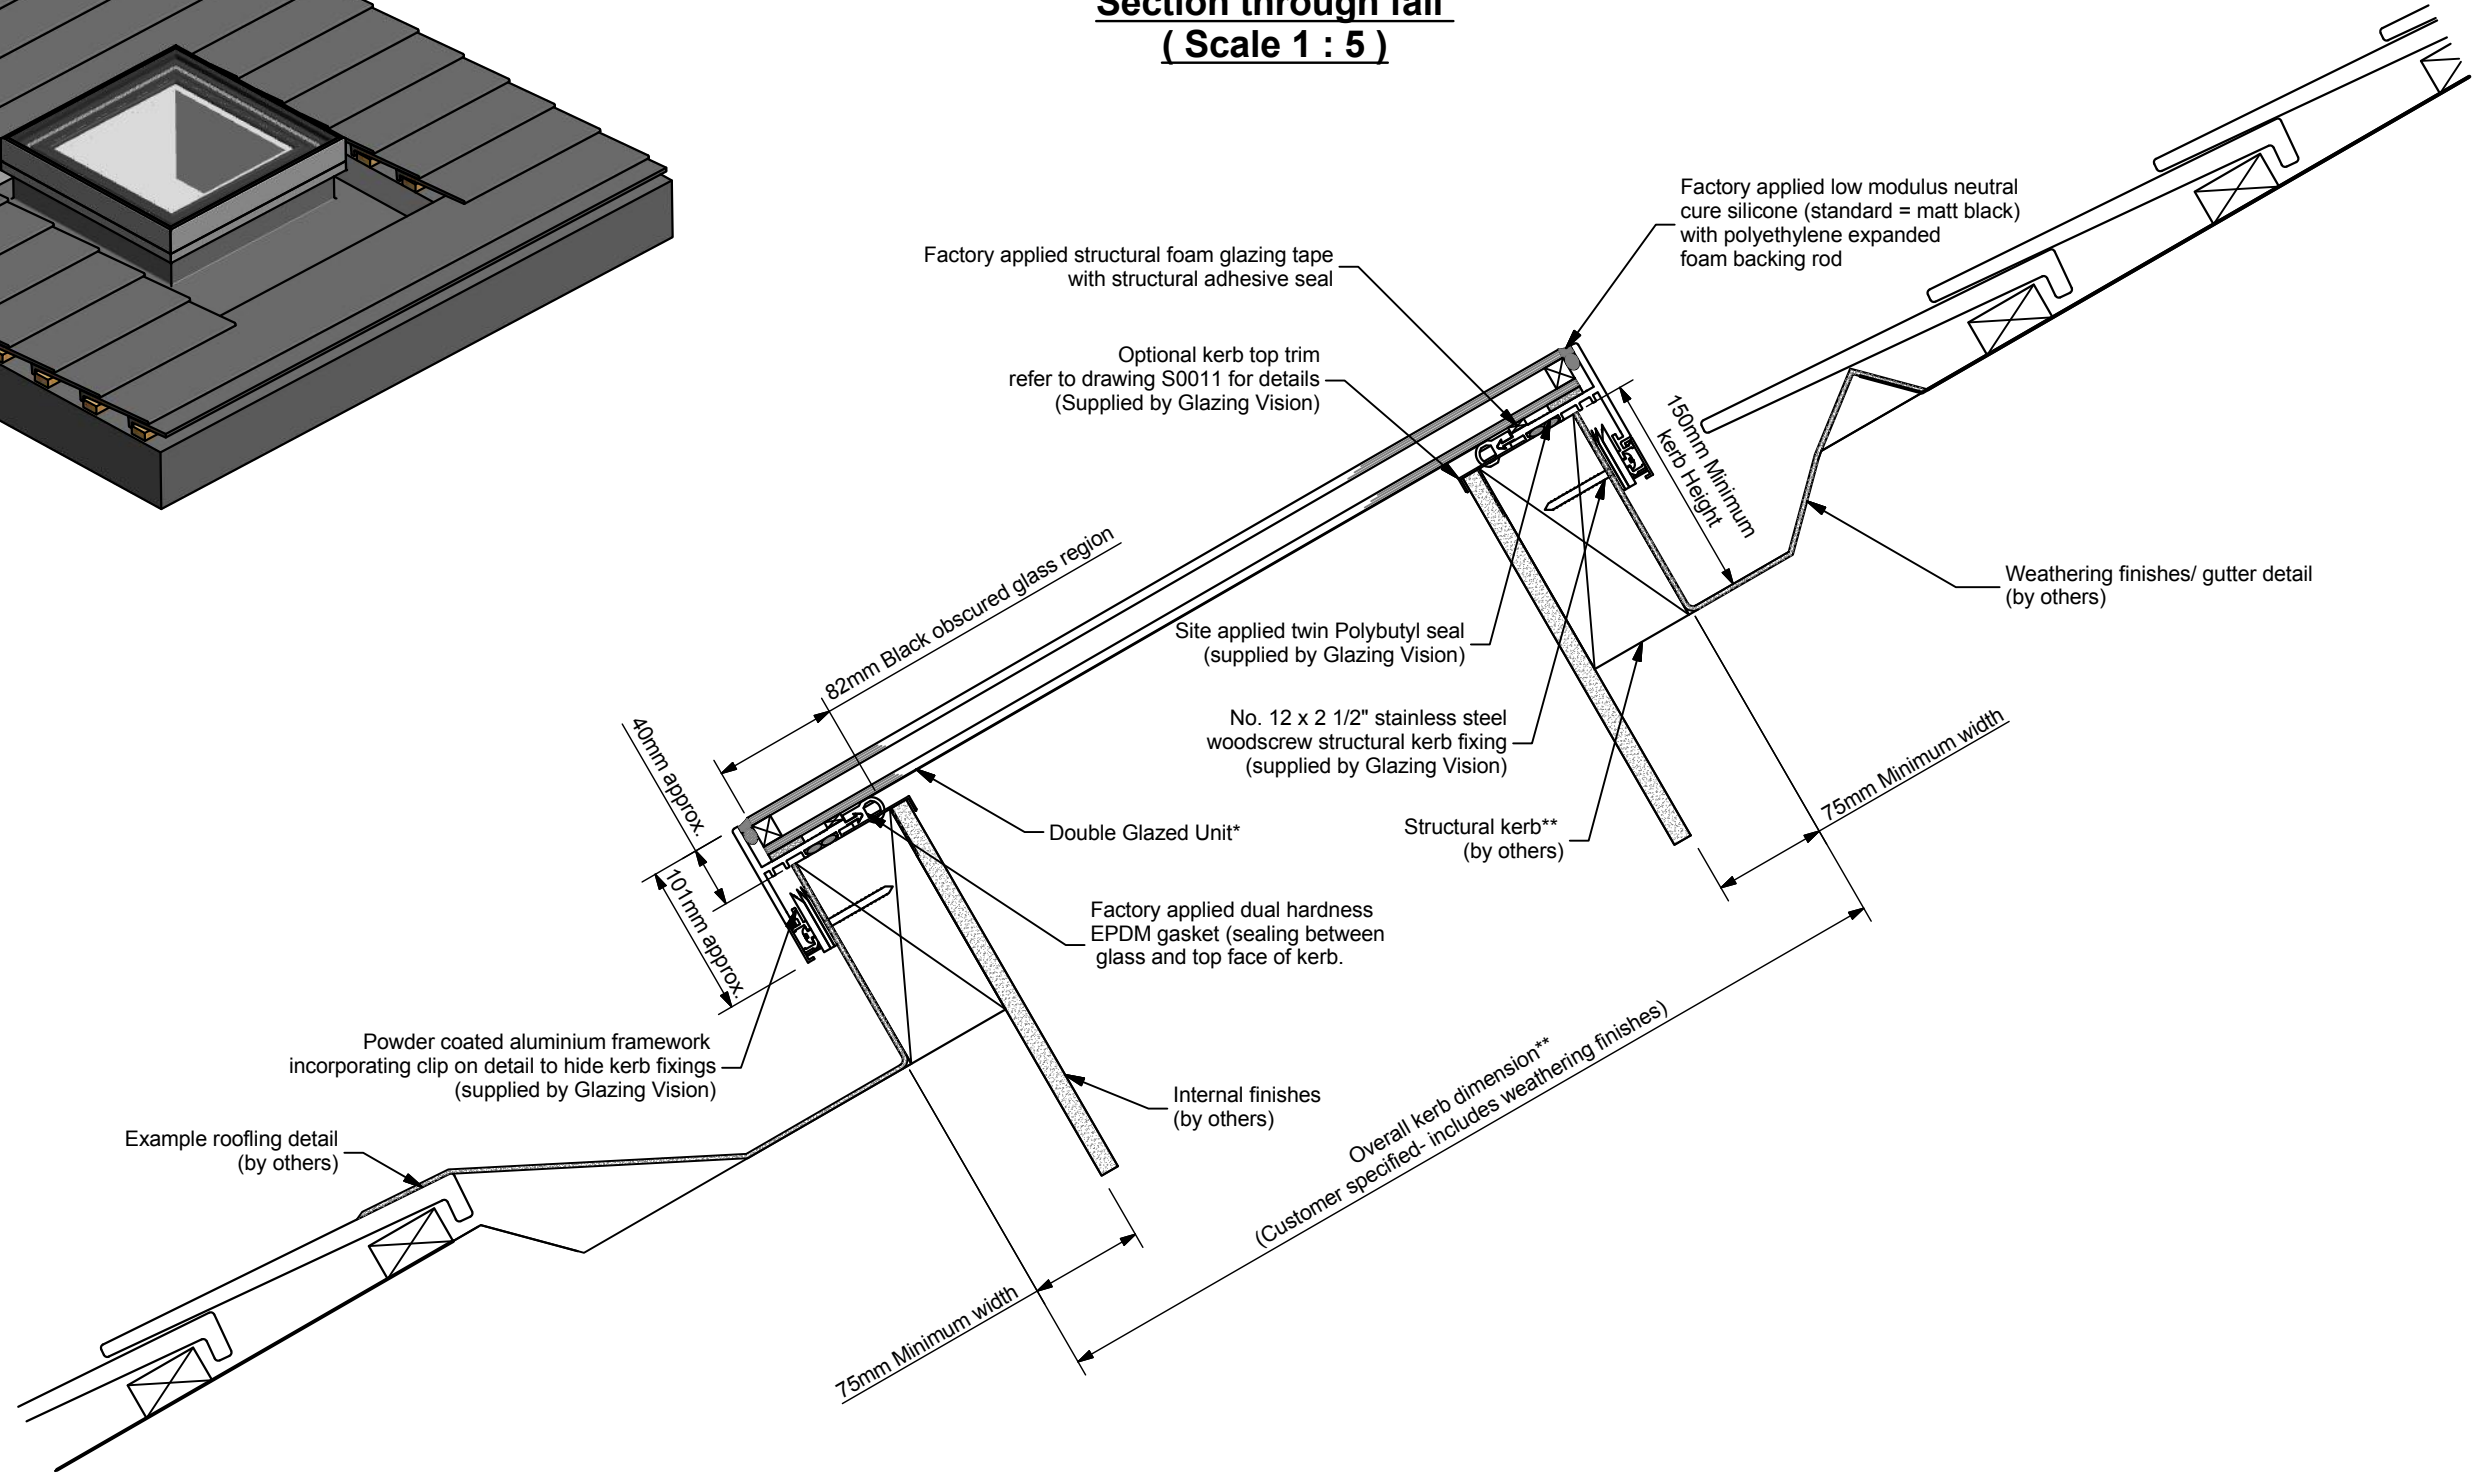 Section through fall
( Scale 1 : 5 )
Factory applied low modulus neutral
cure silicone (standard = matt black)
with polyethylene expanded
foam backing rod
Factory applied structural foam glazing tape
with structural adhesive seal
Optional kerb top trim
refer to drawing S0011 for details
(Supplied by Glazing Vision)
150mm Minimum
kerb Height
Weathering finishes/ gutter detail
(by others)
82mm Black obscured glass region
Site applied twin Polybutyl seal
(supplied by Glazing Vision)
No. 12 x 2 1/2" stainless steel
woodscrew structural kerb fixing
(supplied by Glazing Vision)
75mm Minimum width
40mm approx.
Double Glazed Unit*
Structural kerb**
(by others)
101mm approx.
Factory applied dual hardness
EPDM gasket (sealing between
glass and top face of kerb.
Powder coated aluminium framework
incorporating clip on detail to hide kerb fixings
(supplied by Glazing Vision)
Internal finishes
(by others)
Overall kerb dimension**
(Customer specified- includes weathering finishes)
Example roofling detail
(by others)
75mm Minimum width